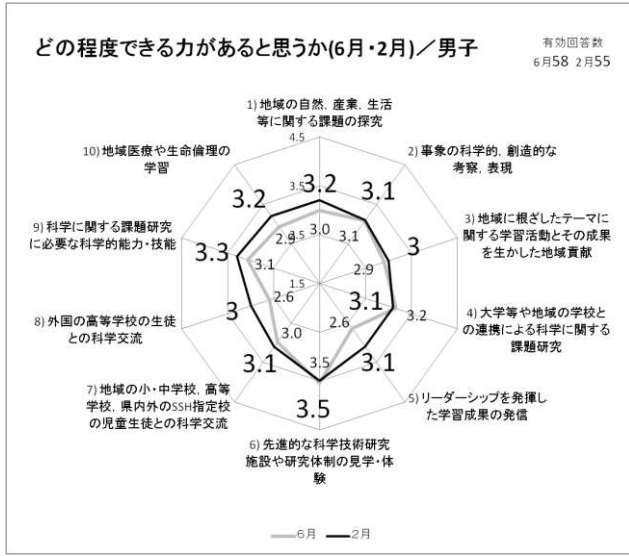 どの程度できる力があると思うか(6月・2月)／男子
有効回答数
6月58 2月55
1)地域の自然, 産業, 生活
等に関する課題の探究
4.5
10)地域医療や生命倫理の
学習
2)事象の科学的, 創造的な
考察, 表現
3.5
3.2
3.2
3.1
9)科学に関する課題研究
に必要な科学的能力・技能
3)地域に根ざしたテーマに
関する学習活動とその成果
を生かした地域貢献
3.0
2.9
2.5
3.1
3.3
3
3.1
2.9
8)外国の高等学校の生徒
との科学交流
4)大学等や地域の学校と
の連携による科学に関する
課題研究
3
2.6
1.5
3.1
3.2
3.0
2.6
7)地域の小・中学校, 高等
学校, 県内外のSSH指定校
の児童生徒との科学交流
5)リーダーシップを発揮し
た学習成果の発信
3.1
3.5
3.1
3.5
6)先進的な科学技術研究
施設や研究体制の見学・体
験
6月 2月